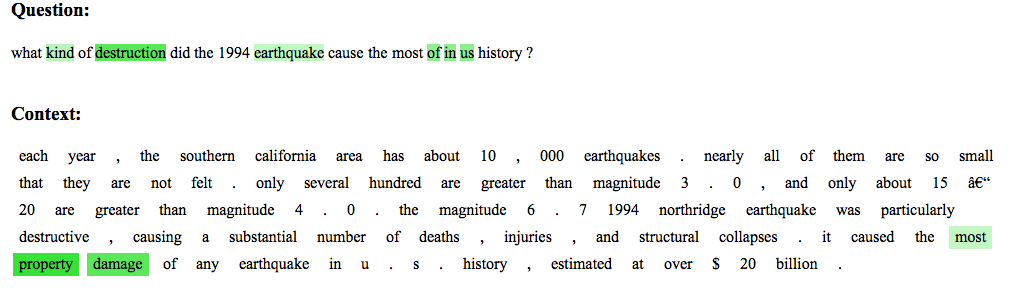 Question:
what kind of destruction did the 1994 earthquake cause the most of in us history ?
Context:
each year , the southern california area has about 10 , 000 earthquakes . nearly all of them are so small
that they are not felt . only several hundred are greater than magnitude 3 . 0 , and only about 15 â€“
20 are greater than magnitude 4 . 0 . the magnitude 6 . 7 1994 northridge earthquake was particularly
destructive , causing a substantial number of deaths , injuries , and structural collapses . it caused the most
property damage of any earthquake in u . s . history , estimated at over $ 20 billion .